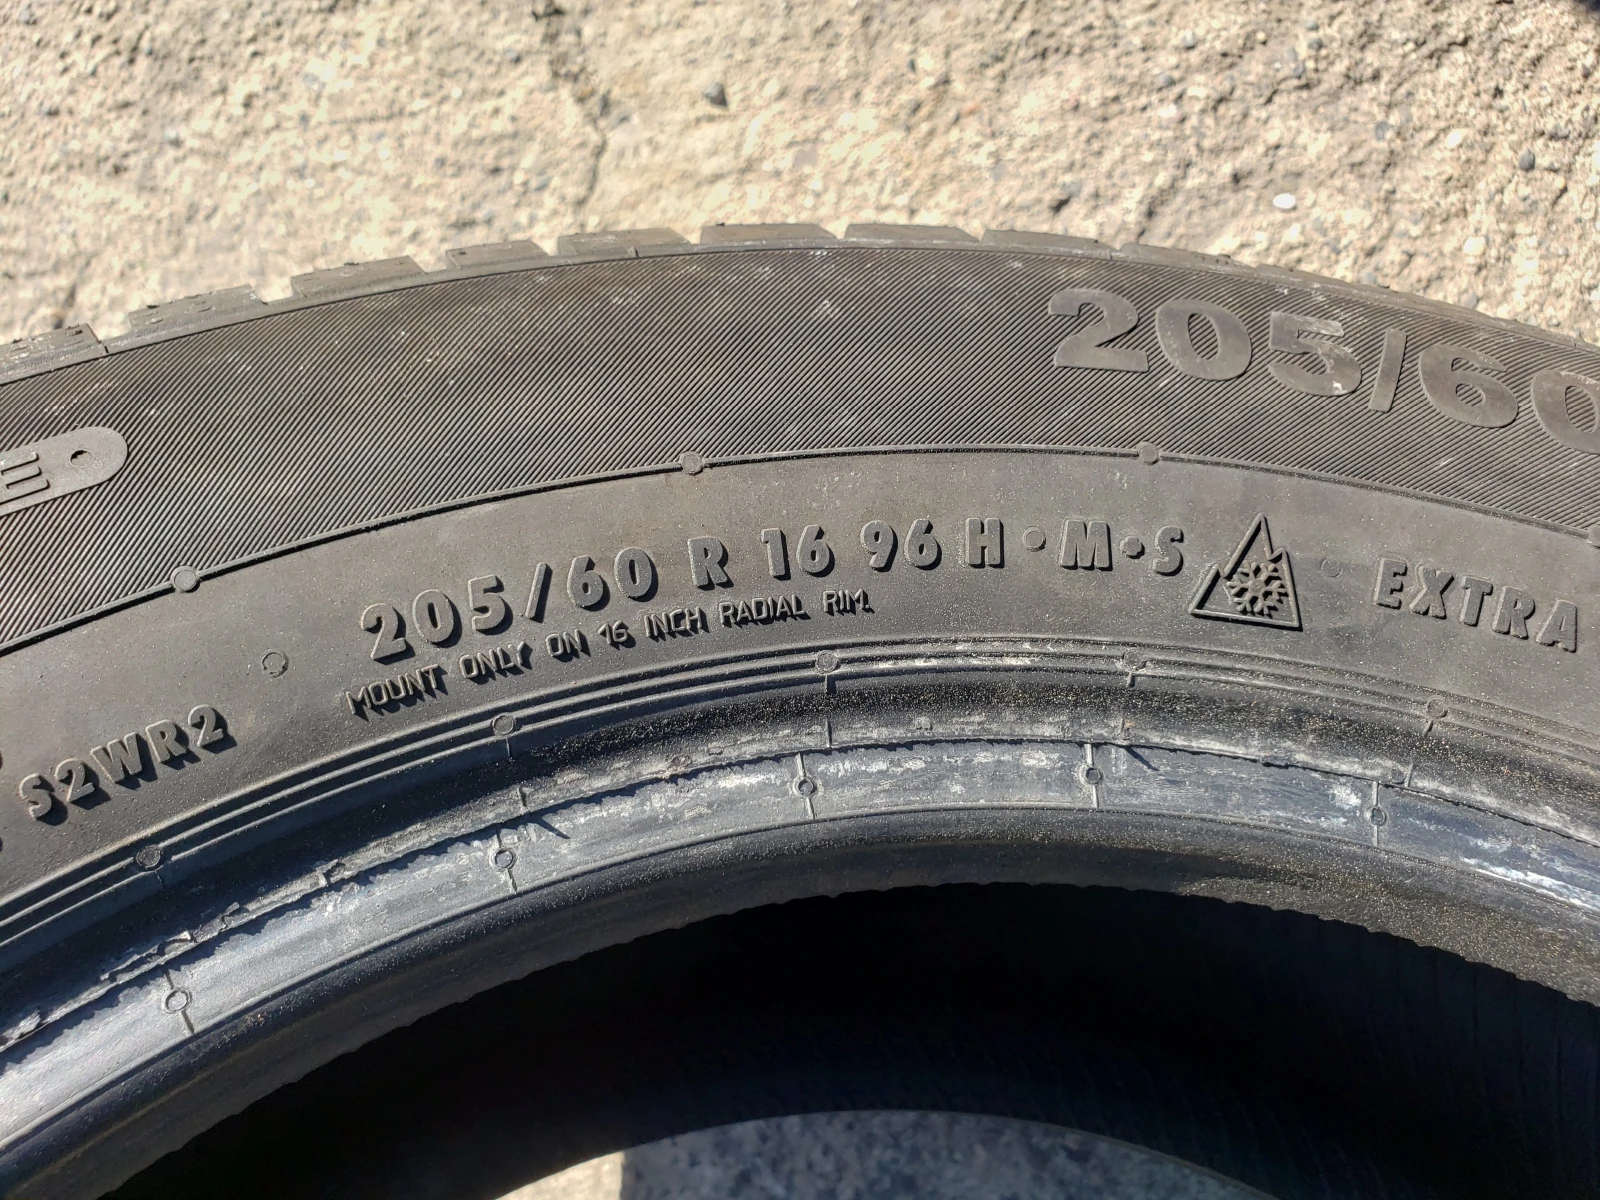 205/60
E
205/60 R 16 96 H • M•S EXTRA
MOUNT ONLY ON 16 INCH RADIAL RIM.
S2WR2